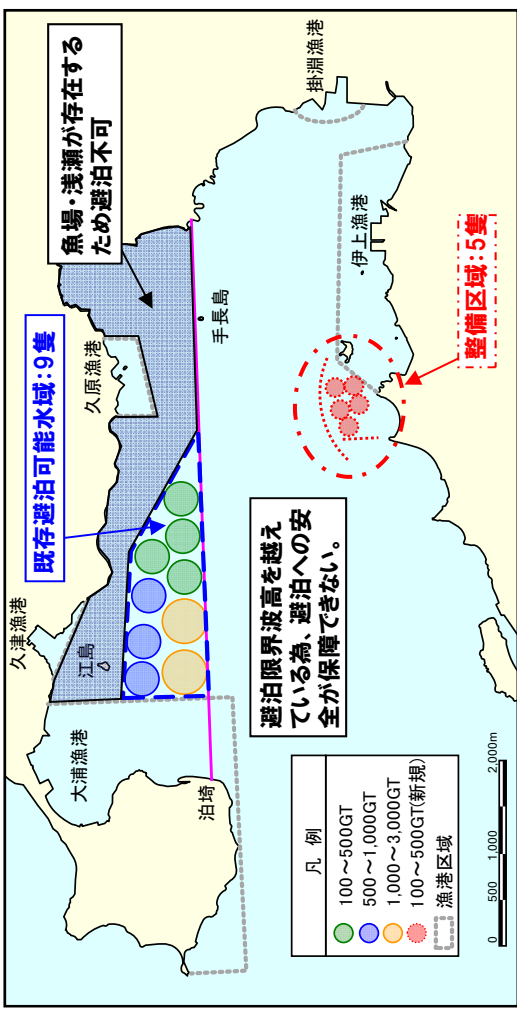 魚場・浅瀬が存在する
ため避泊不可
既存避泊可能水域:9隻
久津漁港
久原漁港
大浦漁港
江島
手長島
泊埼
掛淵漁港
伊上漁港
整備区域:5隻
避泊限界波高を越え
ている為、避泊への安
全が保障できない。
凡 例
100~500GT
500~1,000GT
1,000~3,000GT
100~500GT(新規)
漁港区域
0 500 1,000 2,000m